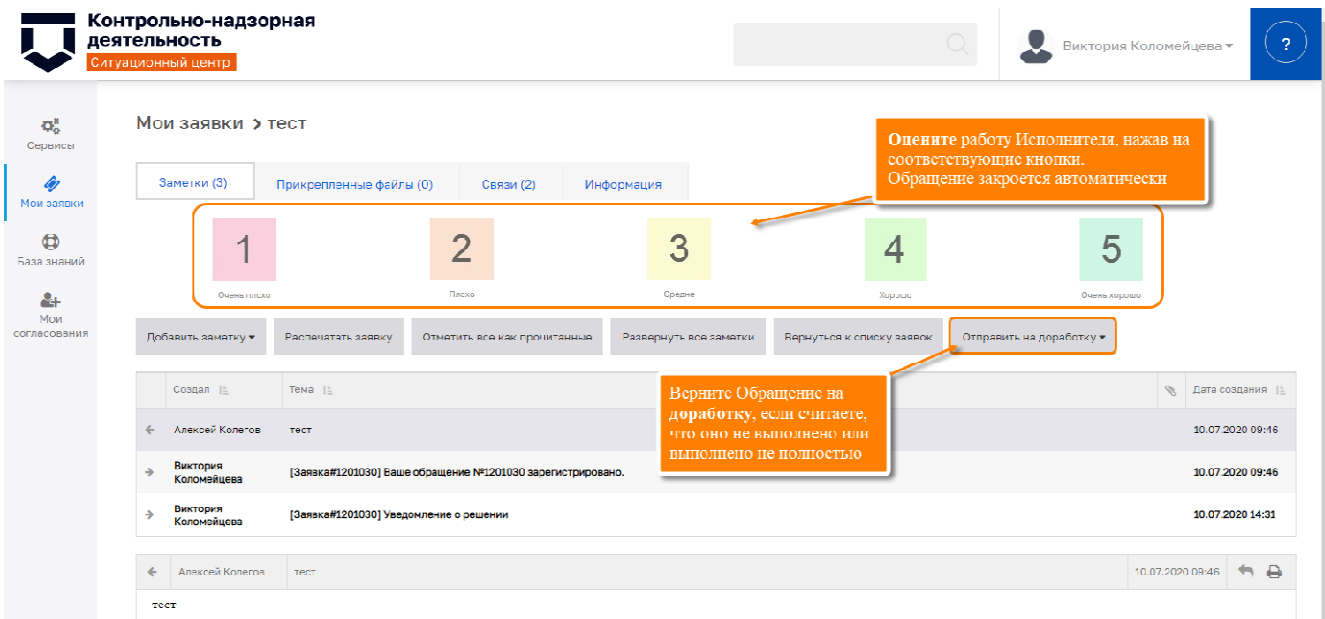 Контрольно-надзорная
деятельность
Ситуационный центр
Виктория Коломейцева
?
Сервисы
Мои заявки
База знаний
Мои
согласования
Мои заявки > тест
Оцените работу Исполнителя, нажав на
соответствующие кнопки.
Обращение закроется автоматически
Заметки (3)
Прикрепленные файлы (0)
Связи (2)
Информация
1
2
3
4
5
Очень плохо
Плохо
Средне
Хорошо
Очень хорошо
Добавить заметку
Распечатать заявку
Отметить все как прочитанные
Развернуть все заметки
Вернуться к списку заявок
Отправить на доработку
Верните Обращение на
доработку, если считаете,
что оно не выполнено или
выполнено не полностью
Создал
Тема
Дата создания
Алексей Колегов
тест
10.07.2020 09:46
Виктория
Коломейцева
[Заявка#1201030] Ваше обращение №1201030 зарегистрировано.
10.07.2020 09:46
Виктория
Коломейцева
[Заявка#1201030] Уведомление о решении
10.07.2020 14:31
Алексей Колегов
тест
10.07.2020 09:46
тест